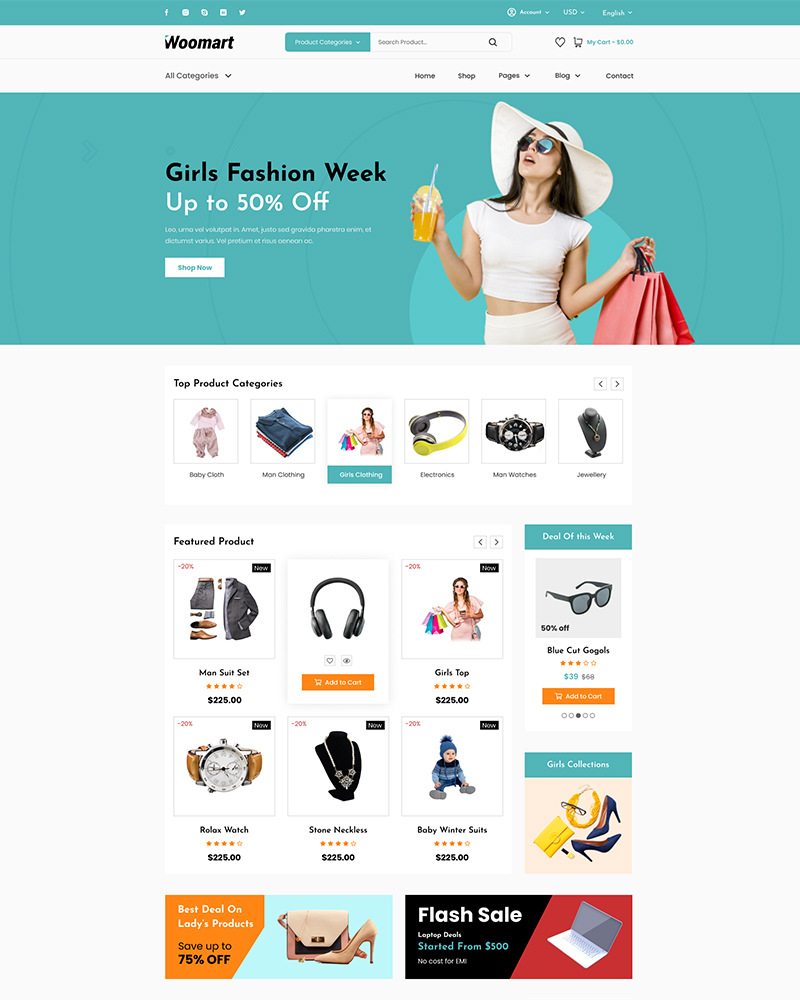 Account
USD
English
Woomart
Product Categories
Search Product...
My Cart - $0.00
All Categories
Home
Shop
Pages
Blog
Contact
Girls Fashion Week
Up to 50% Off
Leo, urna vel volutpat in. Amet, justo sed gravida pharetra enim, et
dictumst varius. Vel pretium et risus aenean ac.
Shop Now
Top Product Categories
Baby Cloth
Man Clothing
Girls Clothing
Electronics
Man Watches
Jewellery
Featured Product
-20%
New
Man Suit Set
$225.00
Add to Cart
-20%
New
Girls Top
$225.00
-20%
New
Rolax Watch
$225.00
-20%
New
Stone Neckless
$225.00
-20%
New
Baby Winter Suits
$225.00
Deal Of this Week
50% off
Blue Cut Gogols
$39 $68
Add to Cart
Girls Collections
Best Deal On
Lady's Products
Save up to
75% OFF
Flash Sale
Laptop Deals
Started From $500
No cost for EMI